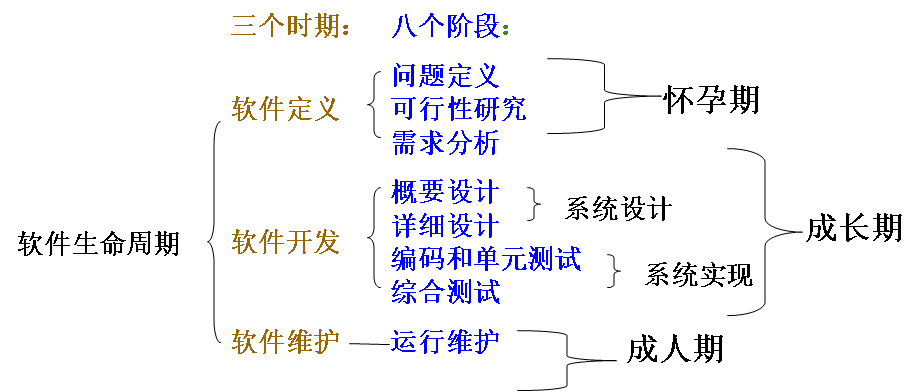 三个时期： 八个阶段：
问题定义
软件定义 可行性研究 怀孕期
需求分析
概要设计
详细设计 系统设计
软件生命周期 软件开发 成长期
编码和单元测试
综合测试 系统实现
软件维护 运行维护 成人期